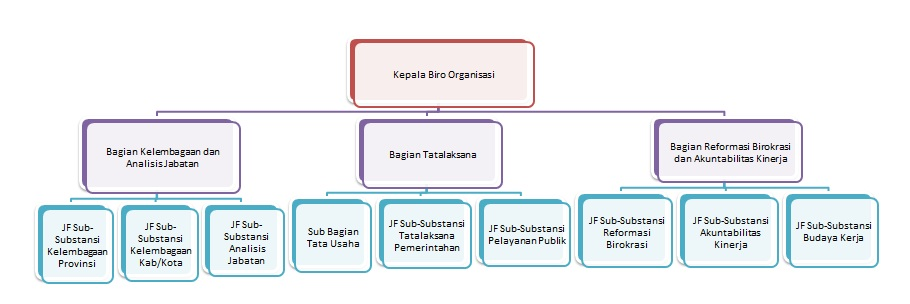 Kepala Biro Organisasi
Bagian Kelembagaan dan
Analisis Jabatan
Bagian Tatalaksana
Bagian Reformasi Birokrasi
dan Akuntabilitas Kinerja
JF Sub-
Substansi
Kelembagaan
Provinsi
JF Sub-
Substansi
Kelembagaan
Kab/Kota
JF Sub-
Substansi
Analisis
Jabatan
Sub Bagian
Tata Usaha
JF Sub-Substansi
Tatalaksana
Pemerintahan
JF Sub-Substansi
Pelayanan Publik
JF Sub-Substansi
Reformasi
Birokrasi
JF Sub-Substansi
Akuntabilitas
Kinerja
JF Sub-Substansi
Budaya Kerja